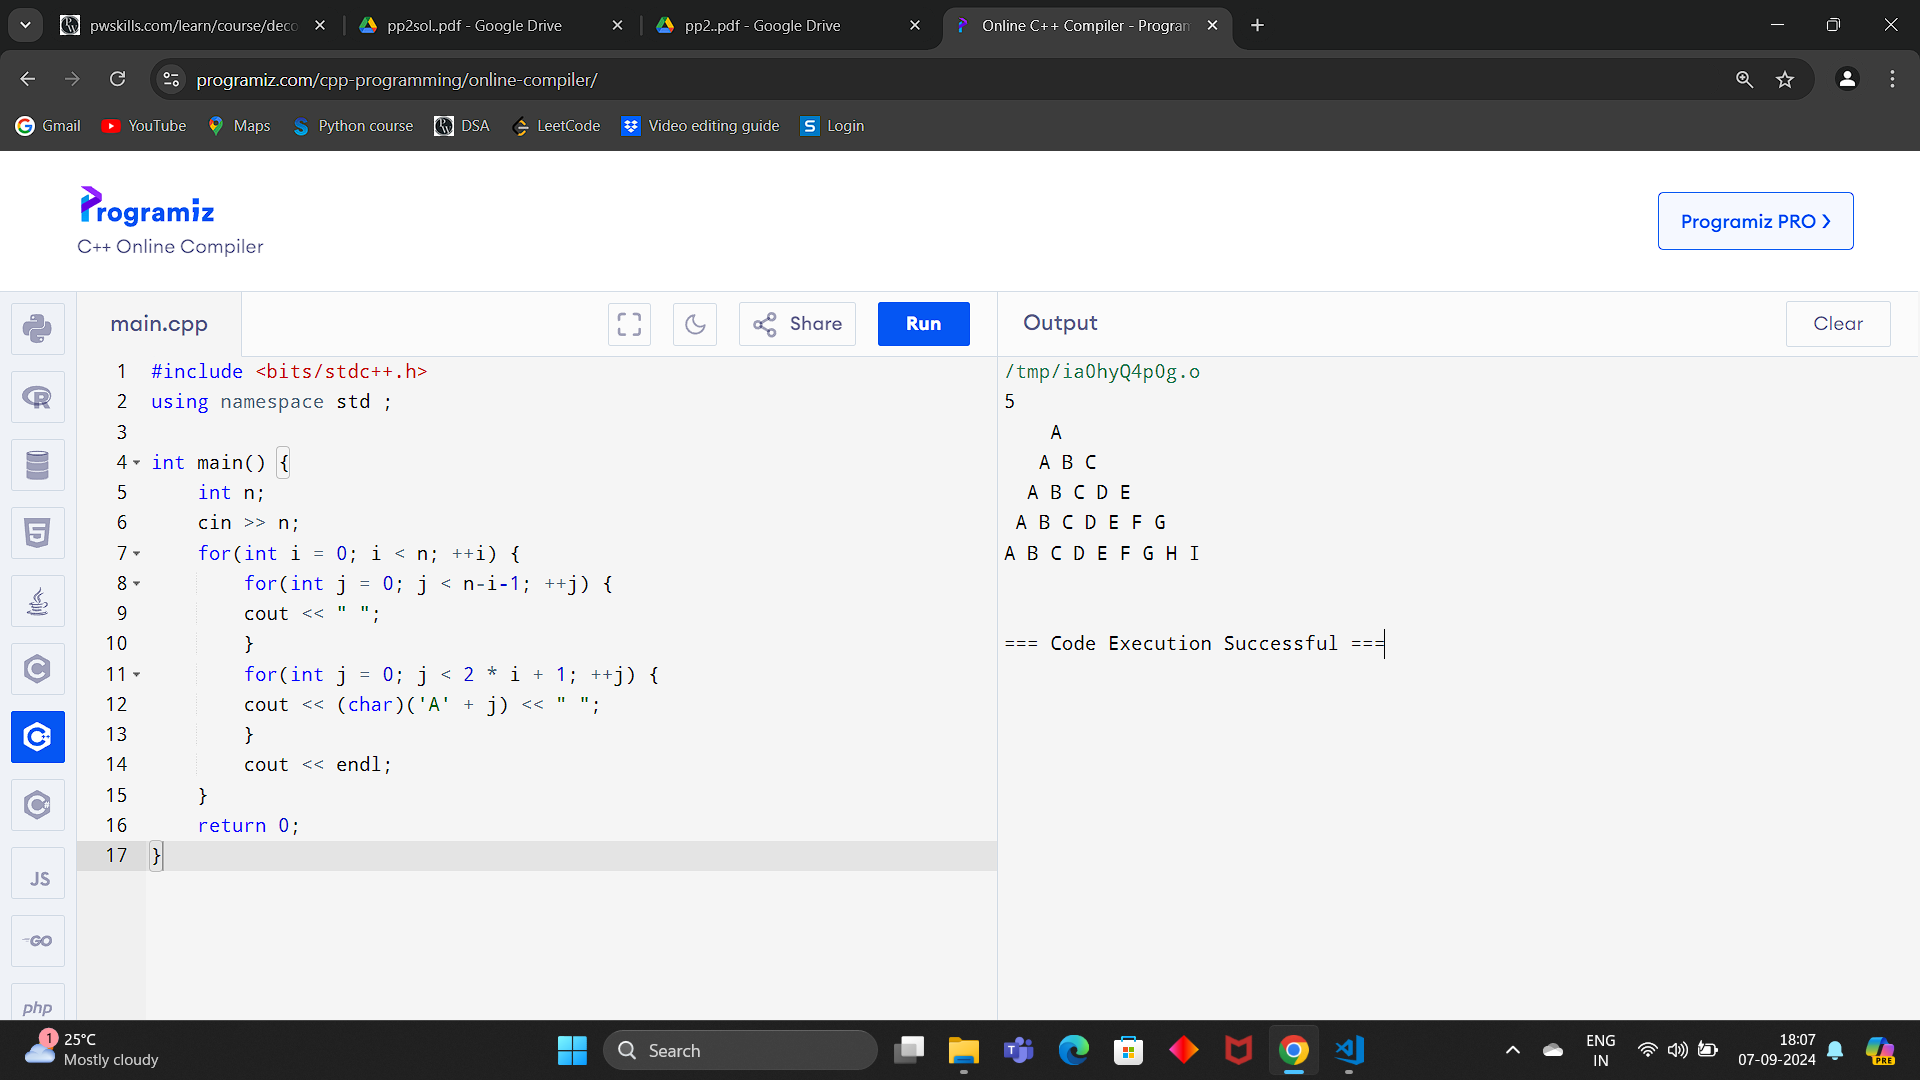 pwskills.com/learn/course/deco
pp2sol..pdf - Google Drive
pp2..pdf - Google Drive
Online C++ Compiler - Program
programiz.com/cpp-programming/online-compiler/
Gmail
YouTube
Maps
Python course
DSA
LeetCode
Video editing guide
S Login
Programiz
C++ Online Compiler
Programiz PRO
main.cpp
Share
Run
Output
Clear
1 #include <bits/stdc++.h>
2 using namespace std ;
3
4 int main() {
5     int n;
6     cin >> n;
7     for(int i = 0; i < n; ++i) {
8         for(int j = 0; j < n-i-1; ++j) {
9         cout << " ";
10         }
11         for(int j = 0; j < 2 * i + 1; ++j) {
12         cout << (char)('A' + j) << " ";
13         }
14         cout << endl;
15     }
16     return 0;
17 }
/tmp/ia0hyQ4p0g.o
5
    A
   A B C
  A B C D E
 A B C D E F G
A B C D E F G H I
=== Code Execution Successful ===
R
5
C
C
C#
JS
GO
php
1
25°C
Mostly cloudy
Search
ENG
IN
18:07
07-09-2024
PRE